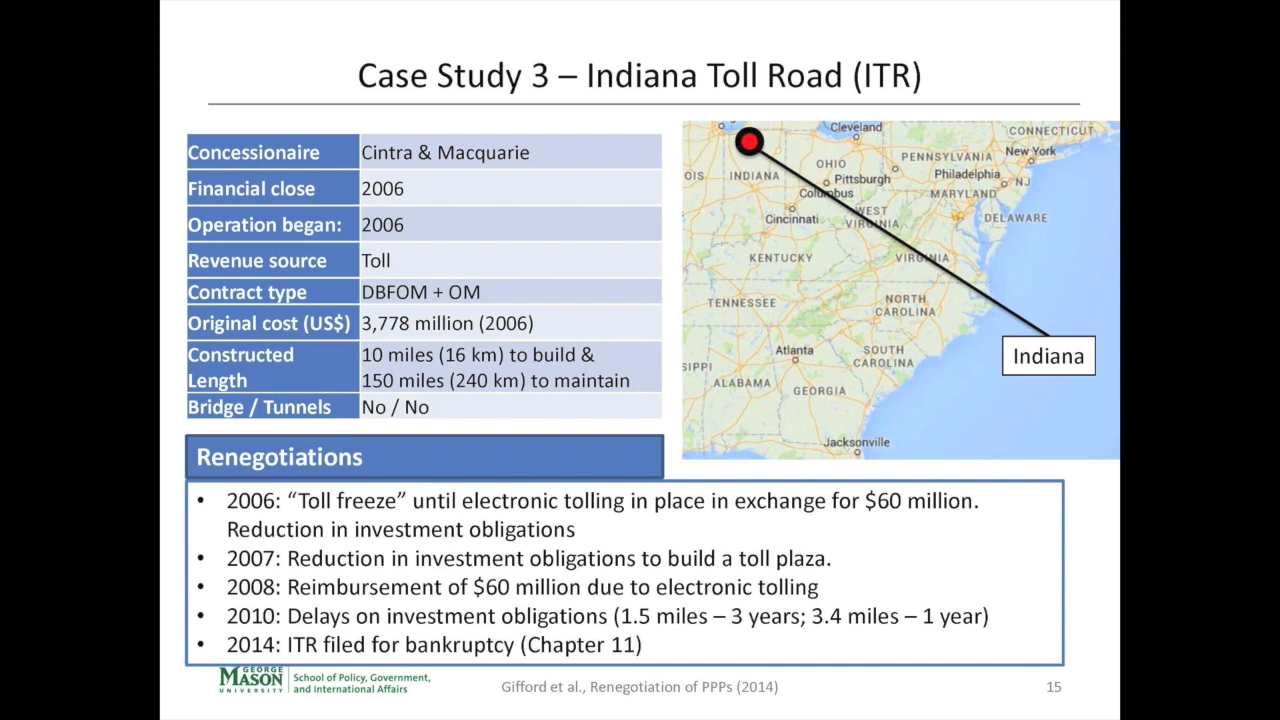 Case Study 3 – Indiana Toll Road (ITR)
Concessionaire Cintra & Macquarie
Financial close 2006
Operation began: 2006
Revenue source Toll
Contract type DBFOM + OM
Original cost (US$) 3,778 million (2006)
Constructed Length 10 miles (16 km) to build &
150 miles (240 km) to maintain
Bridge / Tunnels No / No
Cleveland
CONNECTICUT
OHIO
PENNSYLVANIA
New York
OIS
INDIANA
Pittsburgh
Philadelphia
NJ
Columbus
MARYLAND
Cincinnati
WEST
VIRGINIA
DELAWARE
KENTUCKY
VIRGINIA
TENNESSEE
NORTH
CAROLINA
Atlanta
SOUTH
CAROLINA
SIPPI
ALABAMA
GEORGIA
Jacksonville
Indiana
Renegotiations
• 2006: “Toll freeze” until electronic tolling in place in exchange for $60 million.
Reduction in investment obligations
• 2007: Reduction in investment obligations to build a toll plaza.
• 2008: Reimbursement of $60 million due to electronic tolling
• 2010: Delays on investment obligations (1.5 miles – 3 years; 3.4 miles – 1 year)
• 2014: ITR filed for bankruptcy (Chapter 11)
GEORGE
MASON
UNIVERSITY
School of Policy, Government,
and International Affairs
Gifford et al., Renegotiation of PPPs (2014)
15